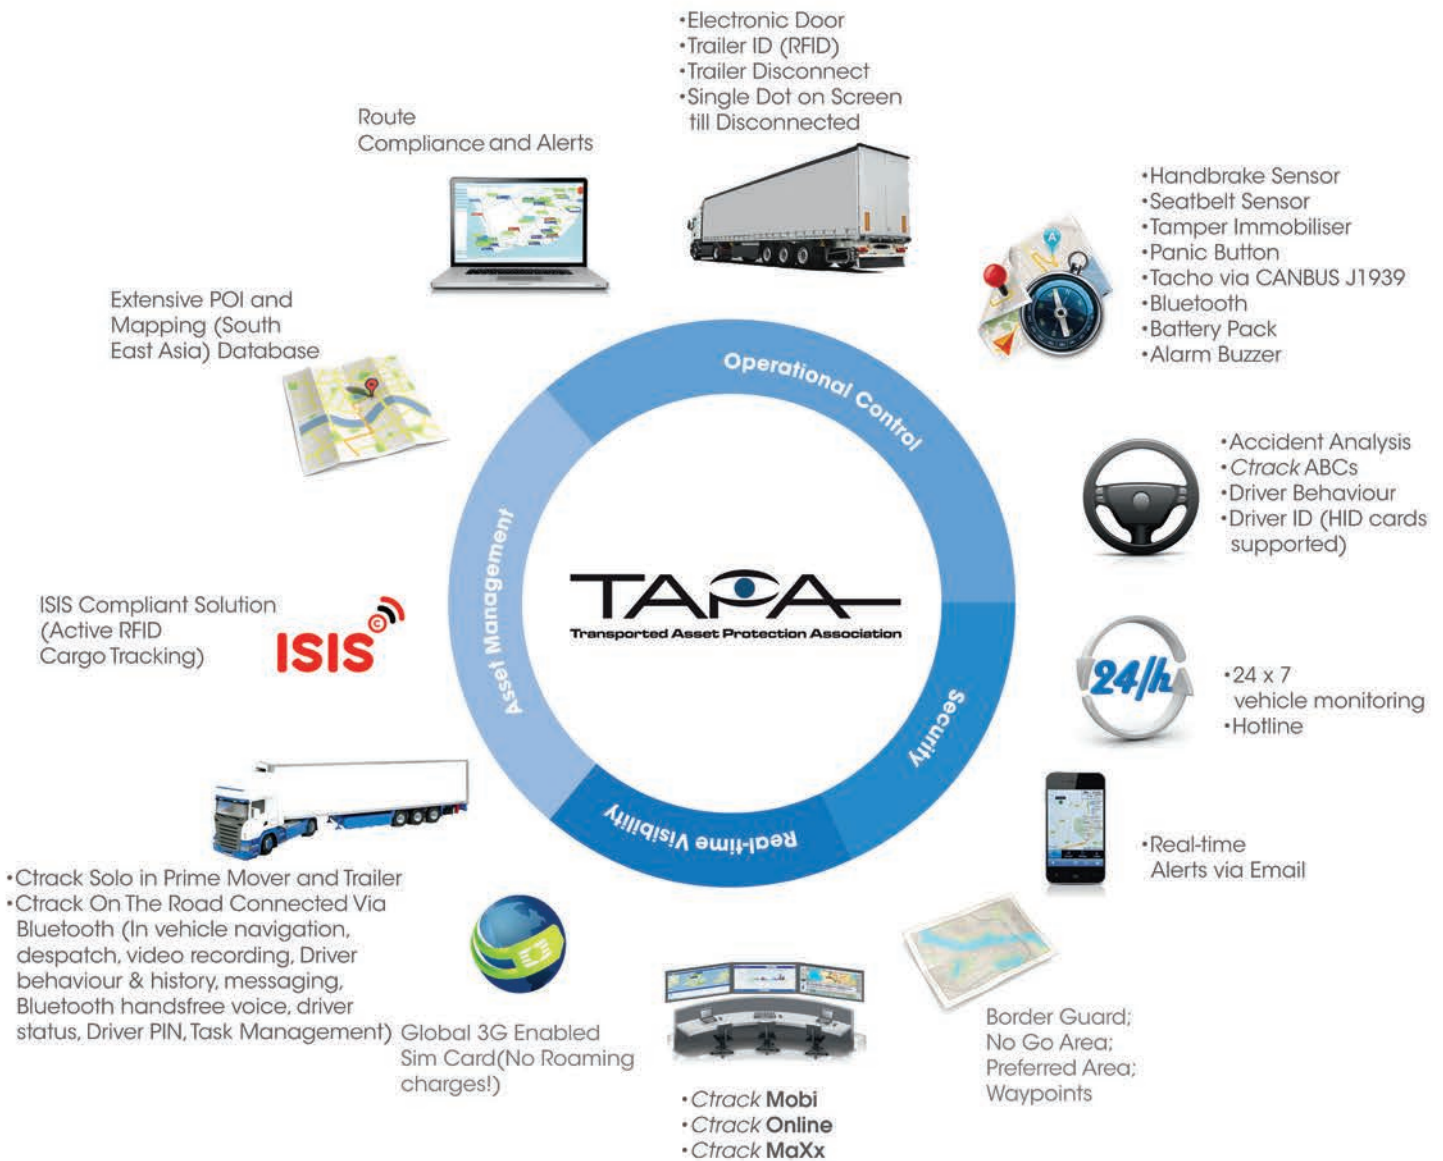 •Electronic Door
•Trailer ID (RFID)
•Trailer Disconnect
•Single Dot on Screen
till Disconnected
Route
Compliance and Alerts
•Handbrake Sensor
•Seatbelt Sensor
•Tamper Immobiliser
•Panic Button
•Tacho via CANBUS J1939
•Bluetooth
•Battery Pack
•Alarm Buzzer
Extensive POI and
Mapping (South
East Asia) Database
Operational Control
•Accident Analysis
•Ctrack ABCs
•Driver Behaviour
•Driver ID (HID cards
supported)
Asset Management
TAPA
Transported Asset Protection Association
ISIS Compliant Solution
(Active RFID
Cargo Tracking)
ISIS
C
24/h
•24 x 7
vehicle monitoring
•Hotline
Security
Real-time Visibility
•Real-time
Alerts via Email
•Ctrack Solo in Prime Mover and Trailer
•Ctrack On The Road Connected Via
Bluetooth (In vehicle navigation,
despatch, video recording, Driver
behaviour & history, messaging,
Bluetooth handsfree voice, driver
status, Driver PIN, Task Management)
Global 3G Enabled
Sim Card(No Roaming
charges!)
Border Guard;
No Go Area;
Preferred Area;
Waypoints
•Ctrack Mobi
•Ctrack Online
•Ctrack MaXx